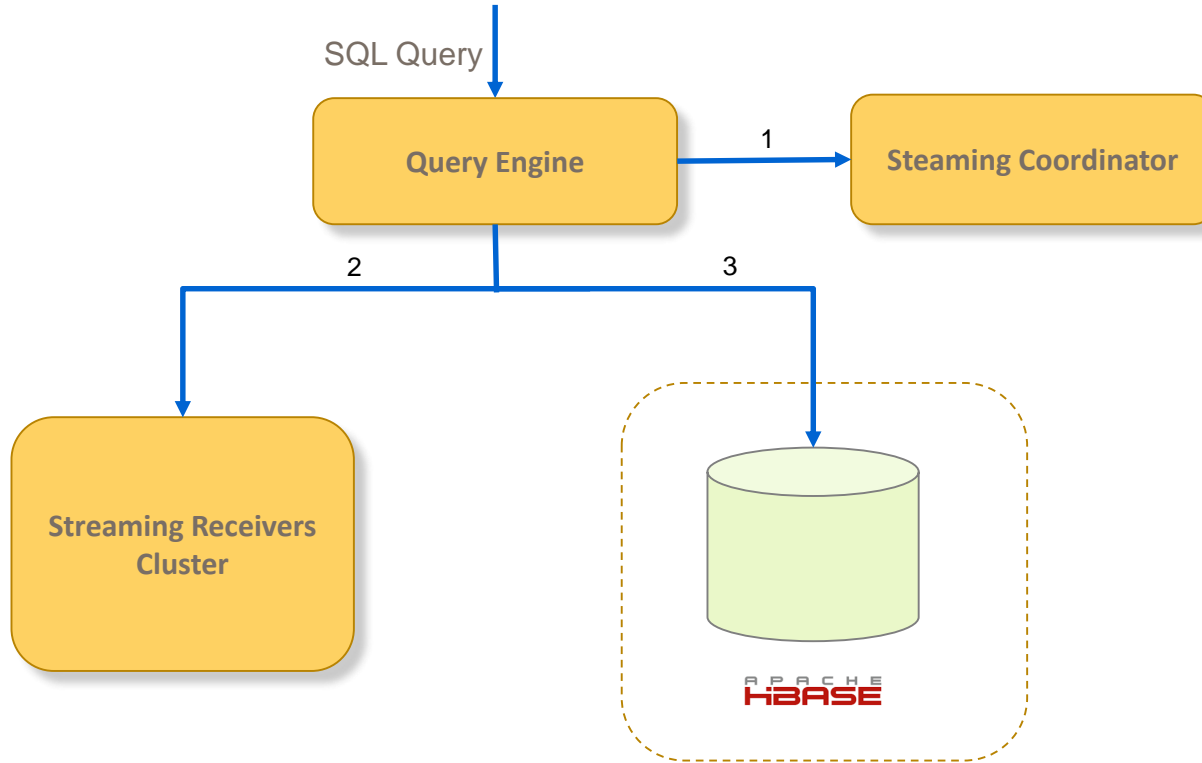 SQL Query
1
Query Engine
Steaming Coordinator
2
3
Streaming Receivers
Cluster
APACHE
HBASE